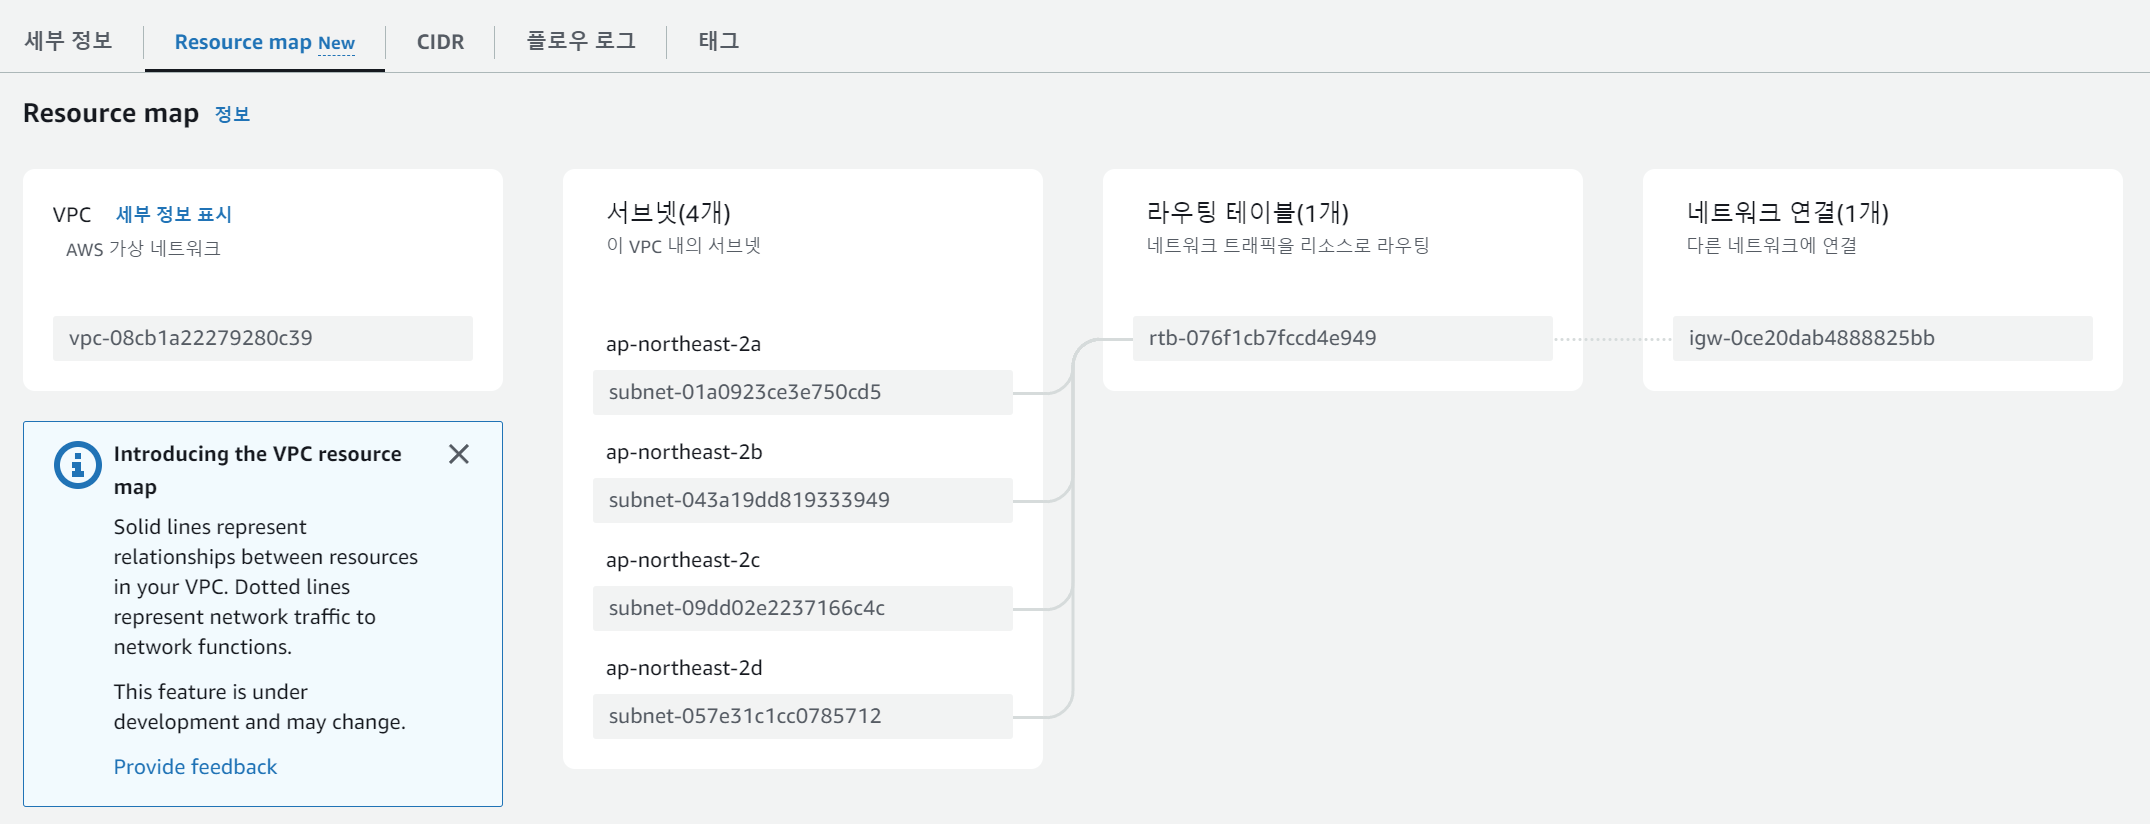 세부 정보
Resource map New
CIDR
플로우 로그
태그
Resource map 정보
VPC 세부 정보 표시
AWS 가상 네트워크
vpc-08cb1a22279280c39
Introducing the VPC resource
map
Solid lines represent
relationships between resources
in your VPC. Dotted lines
represent network traffic to
network functions.
This feature is under
development and may change.
Provide feedback
서브넷(4개)
이 VPC 내의 서브넷
ap-northeast-2a
subnet-01a0923ce3e750cd5
ap-northeast-2b
subnet-043a19dd819333949
ap-northeast-2c
subnet-09dd02e2237166c4c
ap-northeast-2d
subnet-057e31c1cc0785712
라우팅 테이블(1개)
네트워크 트래픽을 리소스로 라우팅
rtb-076f1cb7fccd4e949
네트워크 연결(1개)
다른 네트워크에 연결
igw-0ce20dab4888825bb